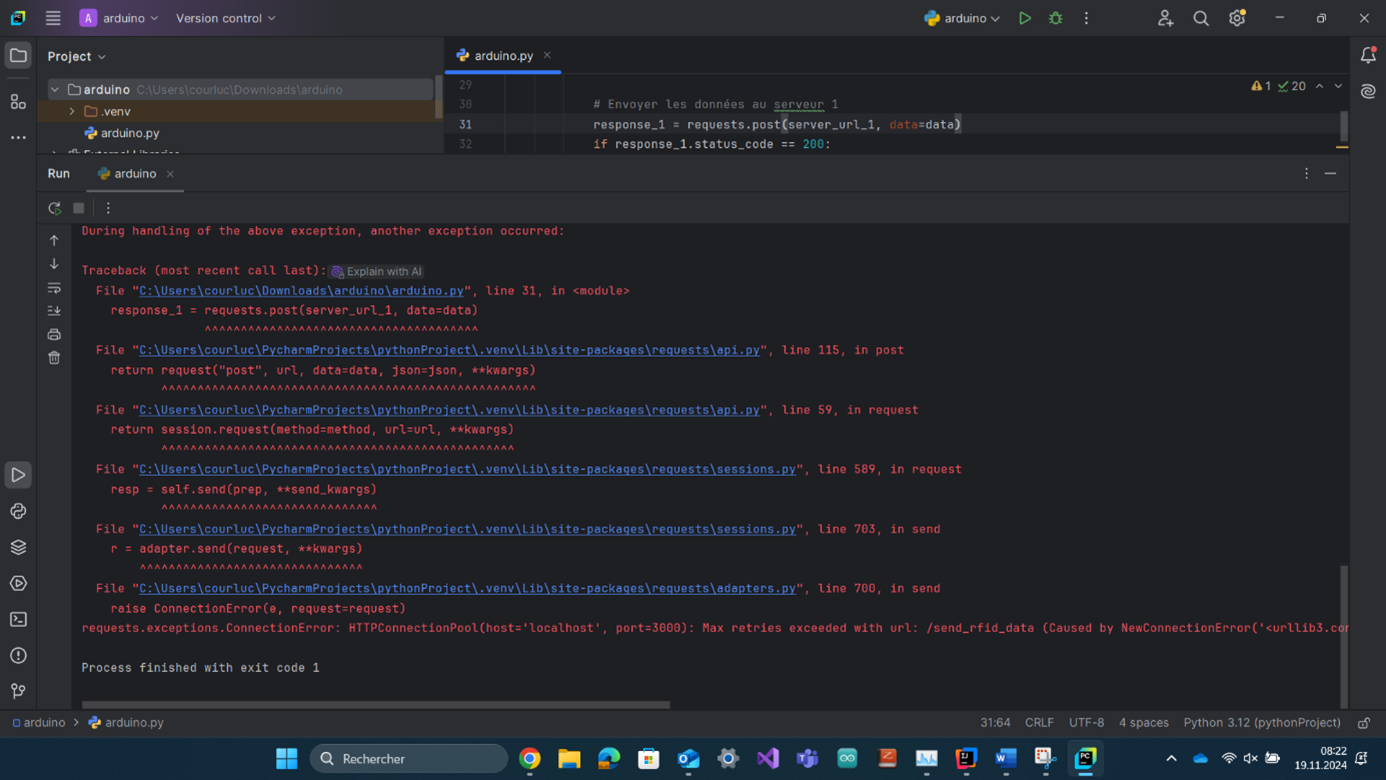 A arduino Version control arduino
Project
arduino.py
arduino C:\Users\courluc\Downloads\arduino
.venv
arduino.py
29
1 20
30 # Envoyer les données au serveur 1
31 response_1 = requests.post(server_url_1, data=data)
32 if response_1.status_code == 200:
Run arduino
During handling of the above exception, another exception occurred:
Traceback (most recent call last): Explain with AI
File "C:\Users\courluc\Downloads\arduino\arduino.py", line 31, in <module>
response_1 = requests.post(server_url_1, data=data)
^^^^^^^^^^^^^^^^^^^^^^^^^^^^^^^^^^^^^^
File "C:\Users\courluc\PycharmProjects\pythonProject\.venv\Lib\site-packages\requests\api.py", line 115, in post
return request("post", url, data=data, json=json, **kwargs)
^^^^^^^^^^^^^^^^^^^^^^^^^^^^^^^^^^^^^^^^^^^^^^^^^^^^
File "C:\Users\courluc\PycharmProjects\pythonProject\.venv\Lib\site-packages\requests\api.py", line 59, in request
return session.request(method=method, url=url, **kwargs)
^^^^^^^^^^^^^^^^^^^^^^^^^^^^^^^^^^^^^^^^^^^^^^^^^
File "C:\Users\courluc\PycharmProjects\pythonProject\.venv\Lib\site-packages\requests\sessions.py", line 589, in request
resp = self.send(prep, **send_kwargs)
^^^^^^^^^^^^^^^^^^^^^^^^^^^^^^
File "C:\Users\courluc\PycharmProjects\pythonProject\.venv\Lib\site-packages\requests\sessions.py", line 703, in send
r = adapter.send(request, **kwargs)
^^^^^^^^^^^^^^^^^^^^^^^^^^^^^^^
File "C:\Users\courluc\PycharmProjects\pythonProject\.venv\Lib\site-packages\requests\adapters.py", line 700, in send
raise ConnectionError(e, request=request)
requests.exceptions.ConnectionError: HTTPConnectionPool(host='localhost', port=3000): Max retries exceeded with url: /send_rfid_data (Caused by NewConnectionError('<urllib3.con
Process finished with exit code 1
arduino arduino.py 31:64 CRLF UTF-8 4 spaces Python 3.12 (pythonProject)
Rechercher
08:22
19.11.2024